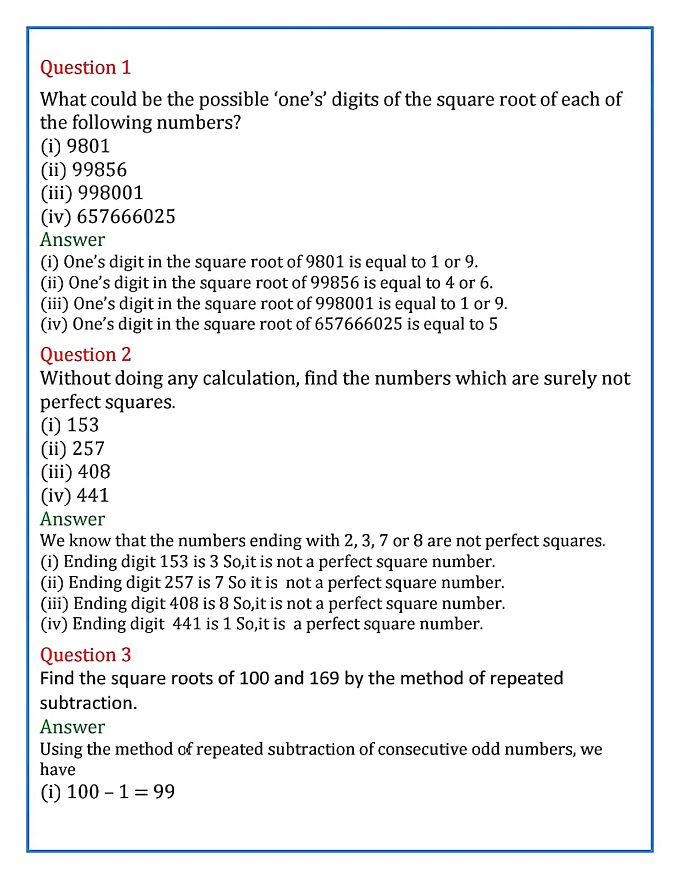 Question 1
What could be the possible ‘one’s’ digits of the square root of each of
the following numbers?
(i) 9801
(ii) 99856
(iii) 998001
(iv) 657666025
Answer
(i) One’s digit in the square root of 9801 is equal to 1 or 9.
(ii) One’s digit in the square root of 99856 is equal to 4 or 6.
(iii) One’s digit in the square root of 998001 is equal to 1 or 9.
(iv) One’s digit in the square root of 657666025 is equal to 5
Question 2
Without doing any calculation, find the numbers which are surely not
perfect squares.
(i) 153
(ii) 257
(iii) 408
(iv) 441
Answer
We know that the numbers ending with 2, 3, 7 or 8 are not perfect squares.
(i) Ending digit 153 is 3 So,it is not a perfect square number.
(ii) Ending digit 257 is 7 So it is  not a perfect square number.
(iii) Ending digit 408 is 8 So,it is not a perfect square number.
(iv) Ending digit  441 is 1 So,it is  a perfect square number.
Question 3
Find the square roots of 100 and 169 by the method of repeated
subtraction.
Answer
Using the method of repeated subtraction of consecutive odd numbers, we
have
(i) 100 – 1 = 99